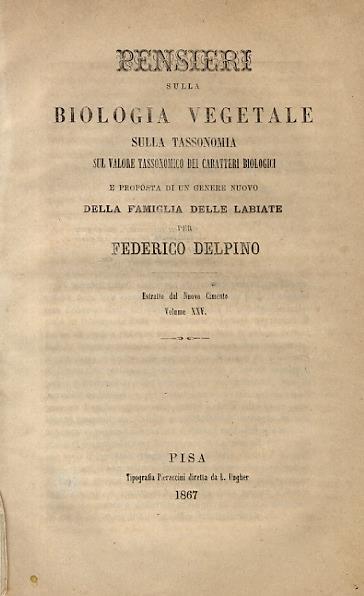 PENSIERI
SULLA
BIOLOGIA VEGETALE
SULLA TASSONOMIA
SUL VALORE TASSONOMICO DEI CARATTERI BIOLOGICI
E PROPOSTA DI UN GENERE NUOVO
DELLA FAMIGLIA DELLE LABIATE
PER
FEDERICO DELPINO
Estratto dal Nuovo Cimento
Volume XXV.
PISA
Tipografia Pieraccini diretta da L. Ungher
1867